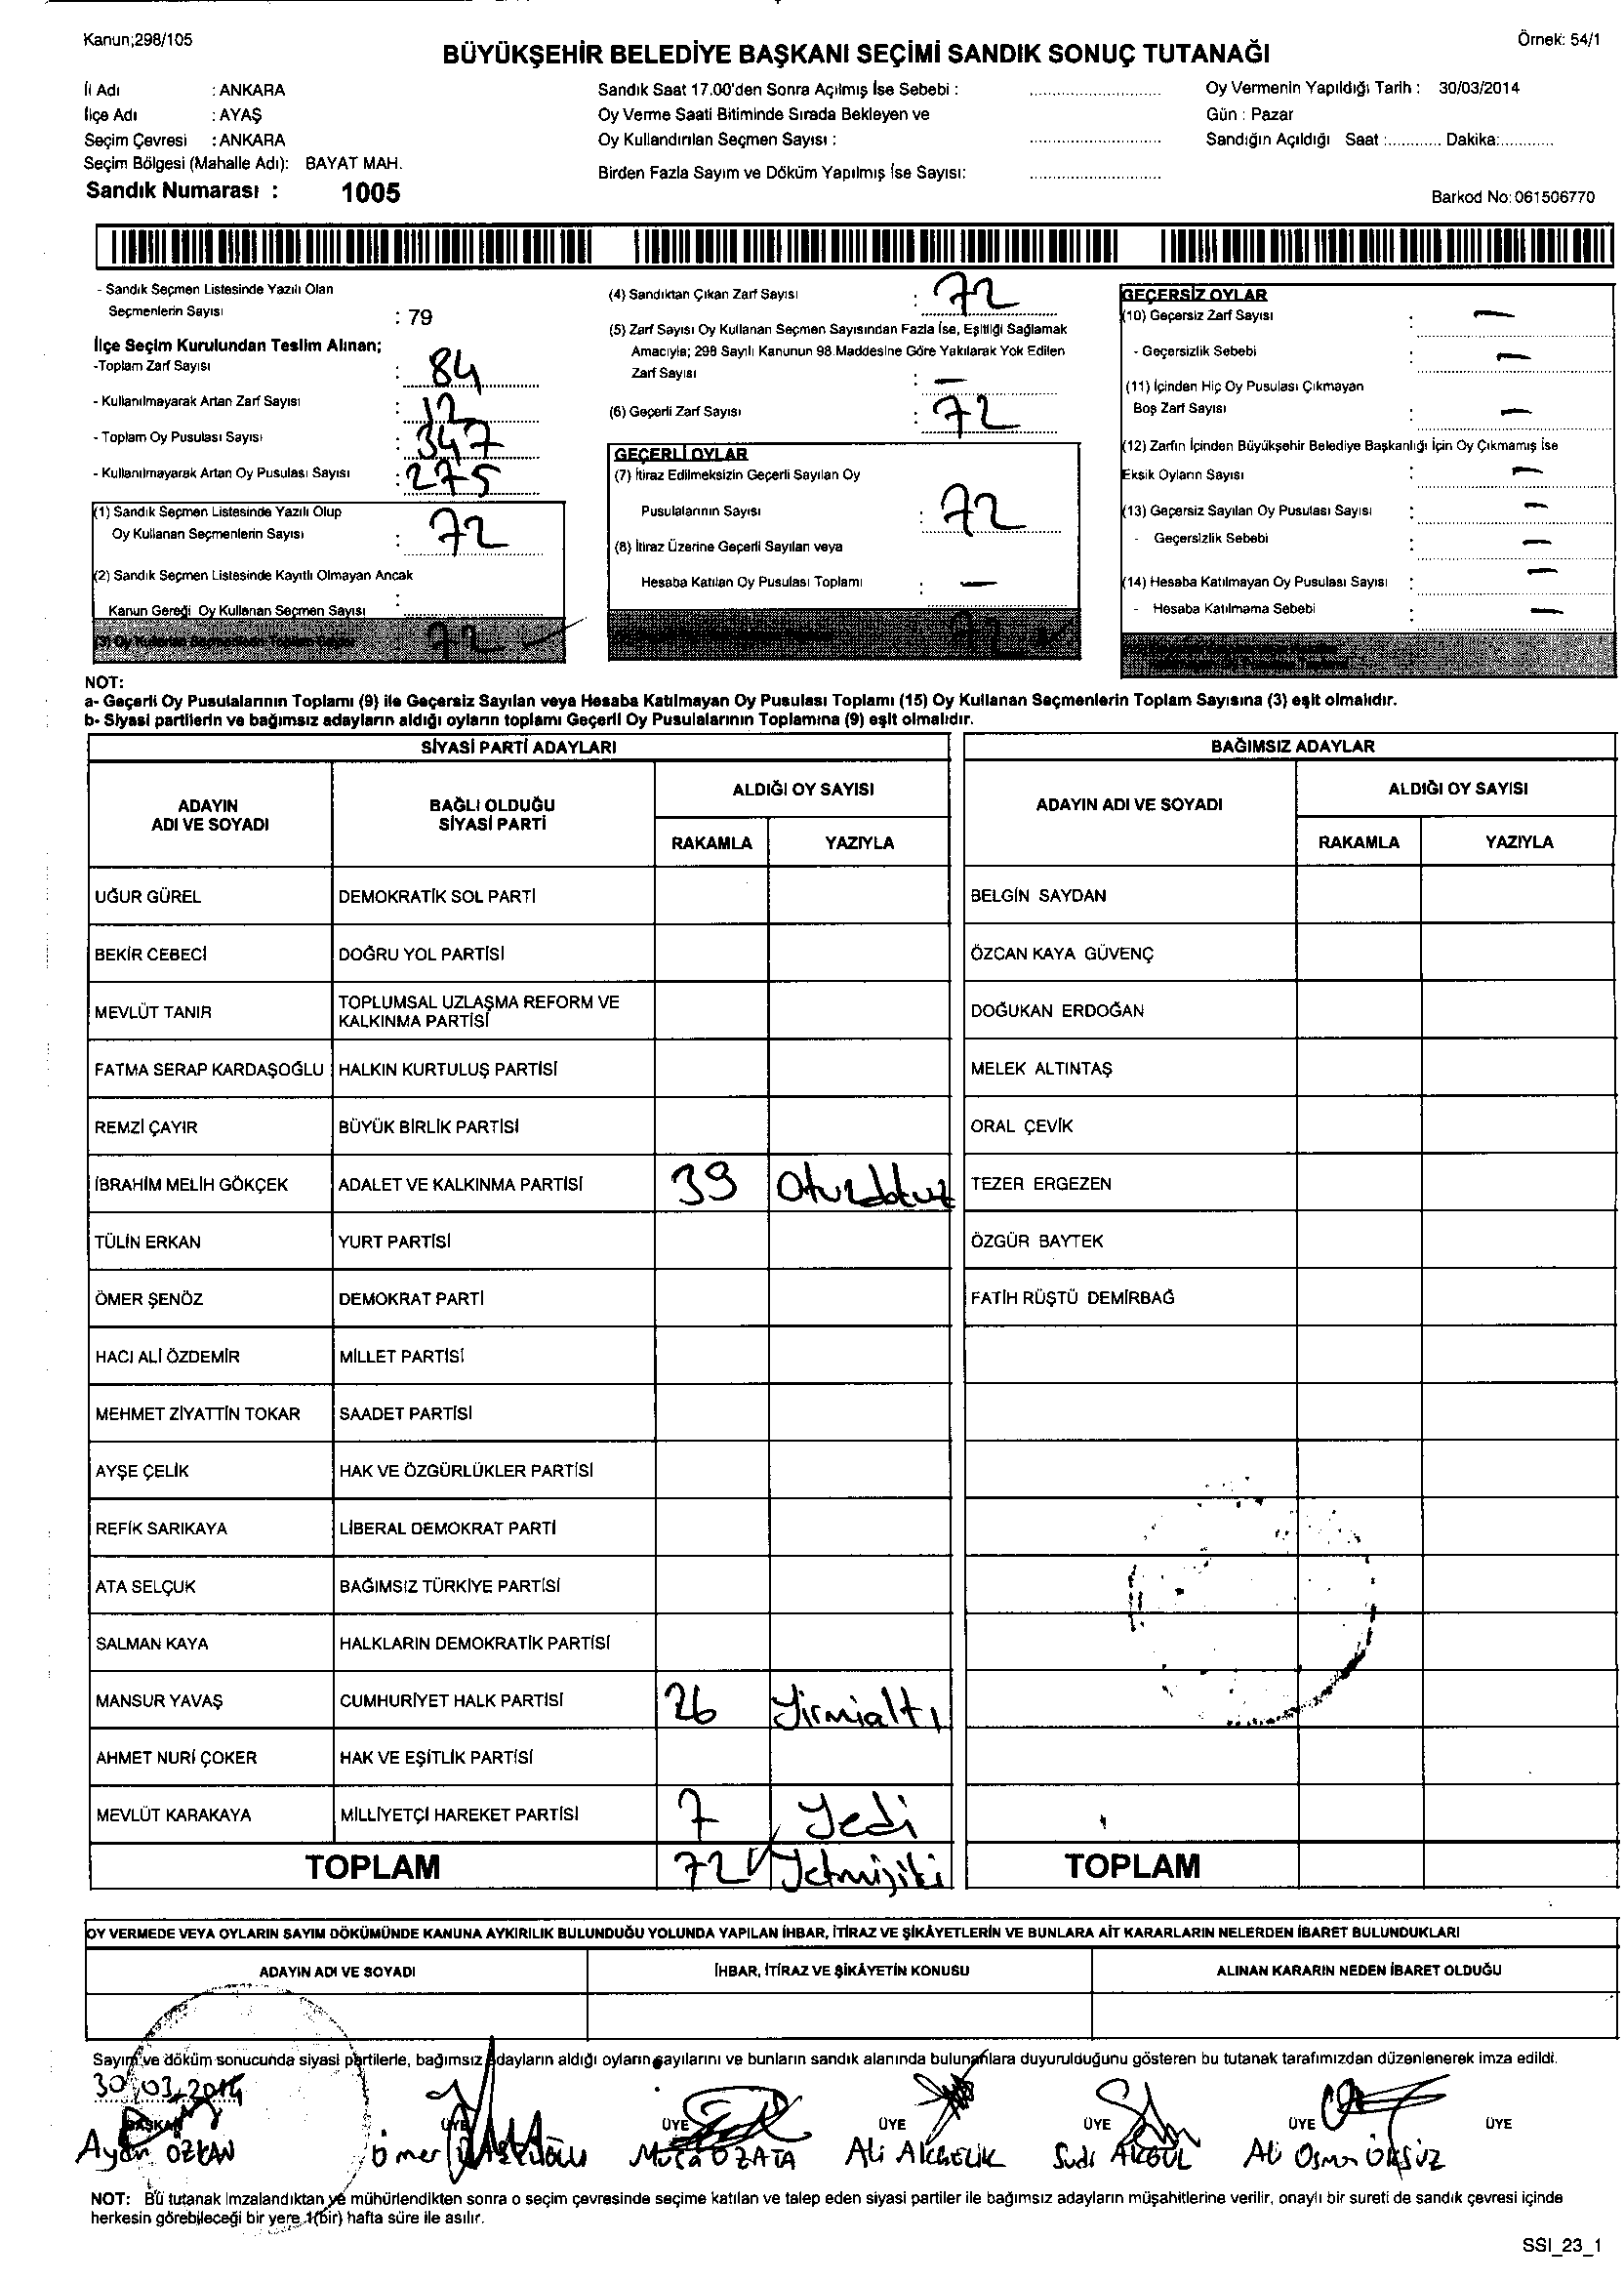 Kanun;298/105
Örnek: 54/1
BÜYÜKŞEHİR BELEDİYE BAŞKANI SEÇİMİ SANDIK SONUÇ TUTANAĞI
İl Adı : ANKARA
İlçe Adı : AYAŞ
Seçim Çevresi : ANKARA
Seçim Bölgesi (Mahalle Adı): BAYAT MAH.
Sandık Numarası : 1005
Sandık Saat 17.00'den Sonra Açılmış İse Sebebi :
Oy Verme Saati Bitiminde Sırada Bekleyen ve
Oy Kullandırılan Seçmen Sayısı :
Birden Fazla Sayım ve Döküm Yapılmış İse Sayısı:
Oy Vermenin Yapıldığı Tarih : 30/03/2014
Gün : Pazar
Sandığın Açıldığı Saat :............ Dakika:............
Barkod No:061506770
- Sandık Seçmen Listesinde Yazılı Olan
Seçmenlerin Sayısı : 79
İlçe Seçim Kurulundan Teslim Alınan;
-Toplam Zarf Sayısı : 84
- Kullanılmayarak Artan Zarf Sayısı : 12
- Toplam Oy Pusulası Sayısı : 347
- Kullanılmayarak Artan Oy Pusulası Sayısı : 275
(1) Sandık Seçmen Listesinde Yazılı Olup
Oy Kullanan Seçmenlerin Sayısı : 72
(2) Sandık Seçmen Listesinde Kayıtlı Olmayan Ancak
Kanun Gereği Oy Kullanan Seçmen Sayısı :
(3) Oy Kullanan Seçmenlerin Toplam Sayısı 72
(4) Sandıktan Çıkan Zarf Sayısı : 72
(5) Zarf Sayısı Oy Kullanan Seçmen Sayısından Fazla İse, Eşitliği Sağlamak
Amacıyla; 298 Sayılı Kanunun 98.Maddesine Göre Yakılarak Yok Edilen
Zarf Sayısı : —
(6) Geçerli Zarf Sayısı : 72
GEÇERLİ OYLAR
(7) İtiraz Edilmeksizin Geçerli Sayılan Oy
Pusulalarının Sayısı : 72
(8) İtiraz Üzerine Geçerli Sayılan veya
Hesaba Katılan Oy Pusulası Toplamı : —
72
GEÇERSİZ OYLAR
(10) Geçersiz Zarf Sayısı : —
- Geçersizlik Sebebi : —
(11) İçinden Hiç Oy Pusulası Çıkmayan
Boş Zarf Sayısı : —
(12) Zarfın İçinden Büyükşehir Belediye Başkanlığı İçin Oy Çıkmamış İse
Eksik Oyların Sayısı : —
(13) Geçersiz Sayılan Oy Pusulası Sayısı : —
- Geçersizlik Sebebi : —
(14) Hesaba Katılmayan Oy Pusulası Sayısı : —
- Hesaba Katılmama Sebebi : —
NOT:
a- Geçerli Oy Pusulalarının Toplamı (9) ile Geçersiz Sayılan veya Hesaba Katılmayan Oy Pusulası Toplamı (15) Oy Kullanan Seçmenlerin Toplam Sayısına (3) eşit olmalıdır.
b- Siyasi partilerin ve bağımsız adayların aldığı oyların toplamı Geçerli Oy Pusulalarının Toplamına (9) eşit olmalıdır.
SİYASİ PARTİ ADAYLARI
ADAYIN ADI VE SOYADI
BAĞLI OLDUĞU SİYASİ PARTİ
ALDIĞI OY SAYISI
RAKAMLA YAZIYLA
UĞUR GÜREL DEMOKRATİK SOL PARTİ
BEKİR CEBECİ DOĞRU YOL PARTİSİ
MEVLÜT TANIR TOPLUMSAL UZLAŞMA REFORM VE
KALKINMA PARTİSİ
FATMA SERAP KARDAŞOĞLU HALKIN KURTULUŞ PARTİSİ
REMZİ ÇAYIR BÜYÜK BİRLİK PARTİSİ
İBRAHİM MELİH GÖKÇEK ADALET VE KALKINMA PARTİSİ 39 Otuzdokuz
TÜLİN ERKAN YURT PARTİSİ
ÖMER ŞENÖZ DEMOKRAT PARTİ
HACI ALİ ÖZDEMİR MİLLET PARTİSİ
MEHMET ZİYATTİN TOKAR SAADET PARTİSİ
AYŞE ÇELİK HAK VE ÖZGÜRLÜKLER PARTİSİ
REFİK SARIKAYA LİBERAL DEMOKRAT PARTİ
ATA SELÇUK BAĞIMSIZ TÜRKİYE PARTİSİ
SALMAN KAYA HALKLARIN DEMOKRATİK PARTİSİ
MANSUR YAVAŞ CUMHURİYET HALK PARTİSİ 26 Yirmialtı
AHMET NURİ ÇOKER HAK VE EŞİTLİK PARTİSİ
MEVLÜT KARAKAYA MİLLİYETÇİ HAREKET PARTİSİ 7 Yedi
TOPLAM 72 Yetmişiki
BAĞIMSIZ ADAYLAR
ADAYIN ADI VE SOYADI
ALDIĞI OY SAYISI
RAKAMLA YAZIYLA
BELGİN SAYDAN
ÖZCAN KAYA GÜVENÇ
DOĞUKAN ERDOĞAN
MELEK ALTINTAŞ
ORAL ÇEVİK
TEZER ERGEZEN
ÖZGÜR BAYTEK
FATİH RÜŞTÜ DEMİRBAĞ
TOPLAM
OY VERMEDE VEYA OYLARIN SAYIM DÖKÜMÜNDE KANUNA AYKIRILIK BULUNDUĞU YOLUNDA YAPILAN İHBAR, İTİRAZ VE ŞİKÂYETLERİN VE BUNLARA AİT KARARLARIN NELERDEN İBARET BULUNDUKLARI
ADAYIN ADI VE SOYADI İHBAR, İTİRAZ VE ŞİKÂYETİN KONUSU ALINAN KARARIN NEDEN İBARET OLDUĞU
Sayım ve döküm sonucunda siyasi partilerle, bağımsız adayların aldığı oyların sayılarını ve bunların sandık alanında bulunanlara duyurulduğunu gösteren bu tutanak tarafımızdan düzenlenerek imza edildi.
30/03/2014
BAŞKAN ÜYE ÜYE ÜYE ÜYE ÜYE ÜYE
Aydın ÖZKAN Ömer Musa ÖZATA Ali AKÇELİK Sudi AKGÜL Ali Osman ÖKSÜZ
NOT: Bu tutanak imzalandıktan ve mühürlendikten sonra o seçim çevresinde seçime katılan ve talep eden siyasi partiler ile bağımsız adayların müşahitlerine verilir, onaylı bir sureti de sandık çevresi içinde
herkesin görebileceği bir yere 1(bir) hafta süre ile asılır.
SSI_23_1